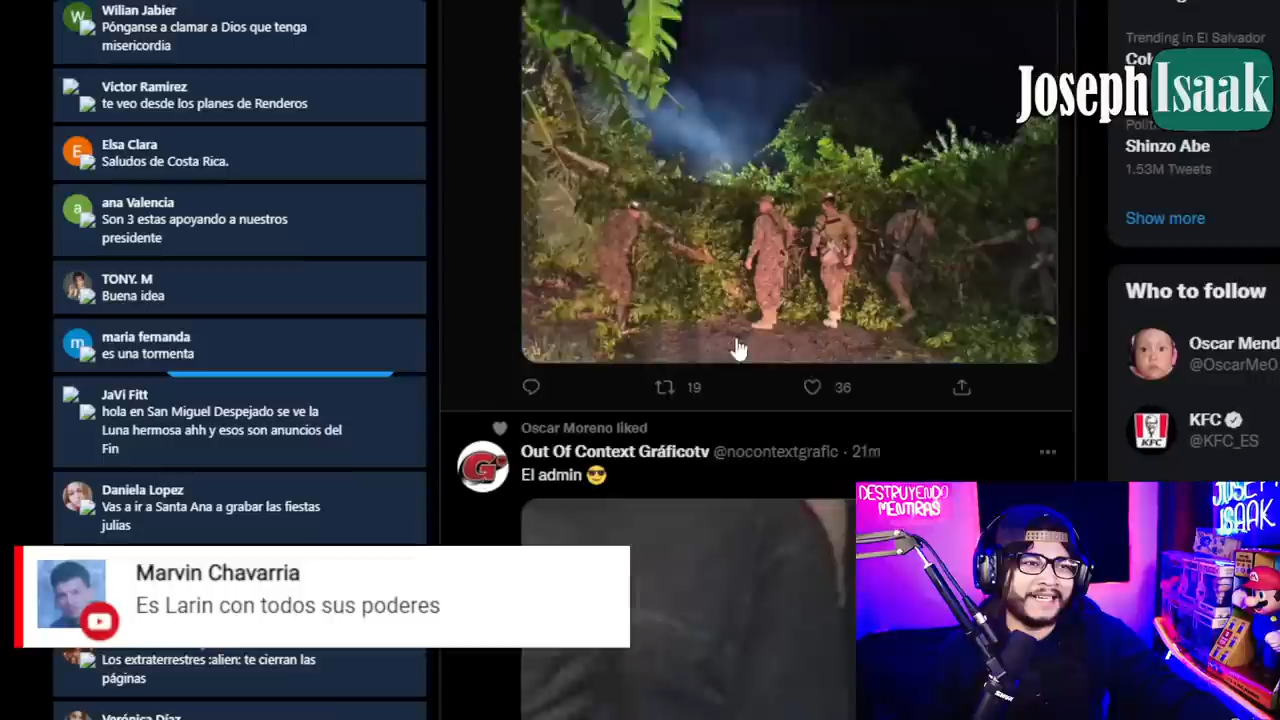 Wilian Jabier
Pónganse a clamar a Dios que tenga
misericordia
Victor Ramirez
te veo desde los planes de Renderos
Elsa Clara
Saludos de Costa Rica.
ana Valencia
Son 3 estas apoyando a nuestros
presidente
TONY. M
Buena idea
maria fernanda
es una tormenta
JaVi Fitt
hola en San Miguel Despejado se ve la
Luna hermosa ahh y esos son anuncios del
Fin
Daniela Lopez
Vas a ir a Santa Ana a grabar las fiestas
julias
Marvin Chavarria
Es Larin con todos sus poderes
Los extraterrestres :alien: te cierran las
páginas
Verónica Díaz
19
36
Oscar Moreno liked
Out Of Context Gráficotv @nocontextgrafic · 21m
El admin 😎
Trending in El Salvador
Joseph Isaak
Shinzo Abe
1.53M Tweets
Show more
Who to follow
Oscar Mend
@OscarMe0
KFC
@KFC_ES
DESTRUYENDO
MENTIRAS
JOSEPH
ISAAK